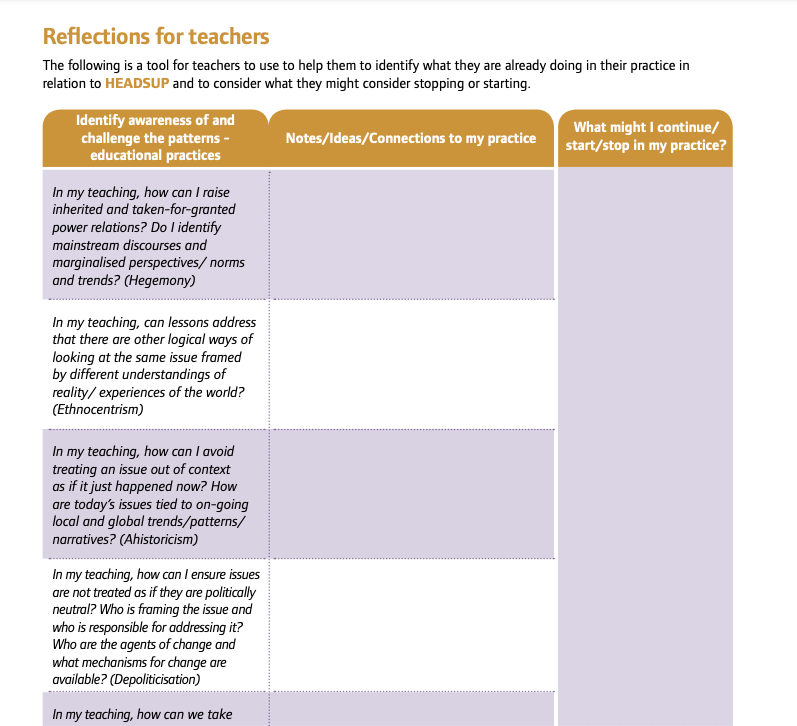 Reflections for teachers
The following is a tool for teachers to use to help them to identify what they are already doing in their practice in
relation to HEADSUP and to consider what they might consider stopping or starting.
Identify awareness of and
challenge the patterns -
educational practices
Notes/Ideas/Connections to my practice
What might I continue/
start/stop in my practice?
In my teaching, how can I raise
inherited and taken-for-granted
power relations? Do I identify
mainstream discourses and
marginalised perspectives/ norms
and trends? (Hegemony)
In my teaching, can lessons address
that there are other logical ways of
looking at the same issue framed
by different understandings of
reality/ experiences of the world?
(Ethnocentrism)
In my teaching, how can I avoid
treating an issue out of context
as if it just happened now? How
are today's issues tied to on-going
local and global trends/patterns/
narratives? (Ahistoricism)
In my teaching, how can I ensure issues
are not treated as if they are politically
neutral? Who is framing the issue and
who is responsible for addressing it?
Who are the agents of change and
what mechanisms for change are
available? (Depoliticisation)
In my teaching, how can we take